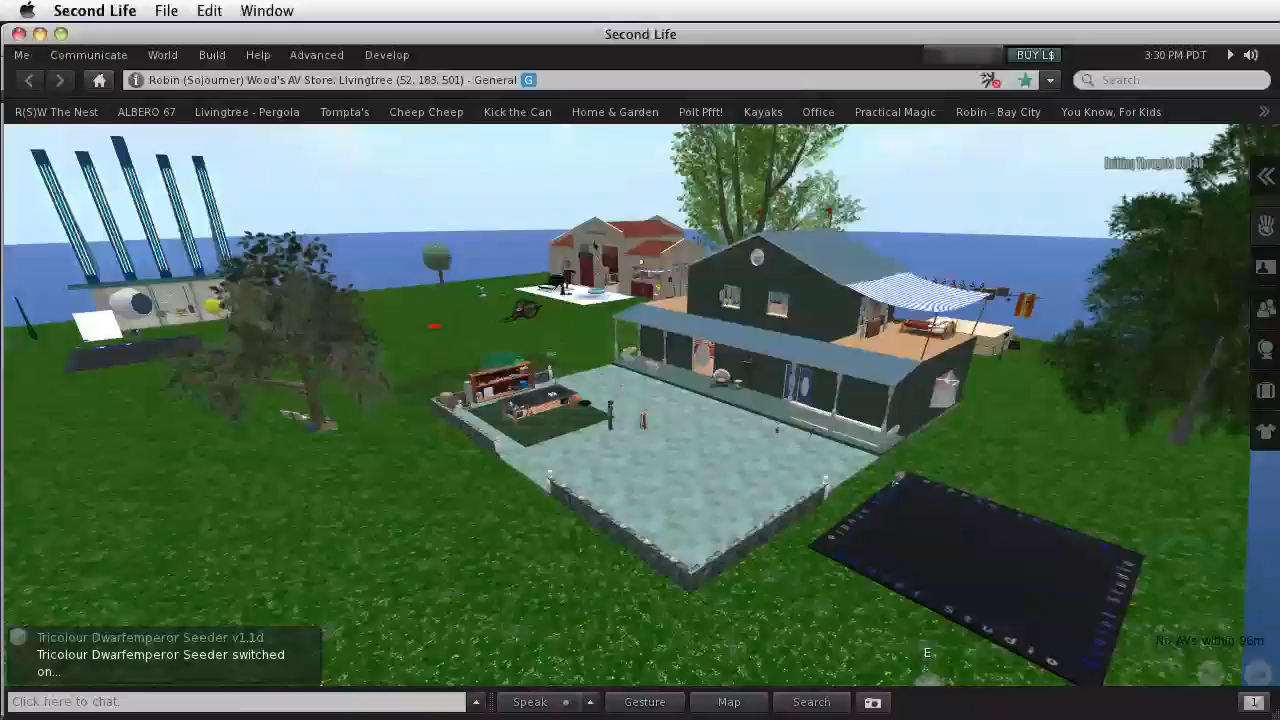 Second Life File Edit Window
Second Life
Me Communicate World Build Help Advanced Develop BUY L$ 3:30 PM PDT
Robin (Sojourner) Wood's AV Store, Livingtree (52, 183, 501) - General G Search
R(S)W The Nest ALBERO 67 Livingtree - Pergola Tompta's Cheep Cheep Kick the Can Home & Garden Polt Pfft! Kayaks Office Practical Magic Robin - Bay City You Know, For Kids
Tricolour Dwarfemperor Seeder v1.1d
Tricolour Dwarfemperor Seeder switched
on...
No AVs within 96m
E
Click here to chat. Speak Gesture Map Search 1